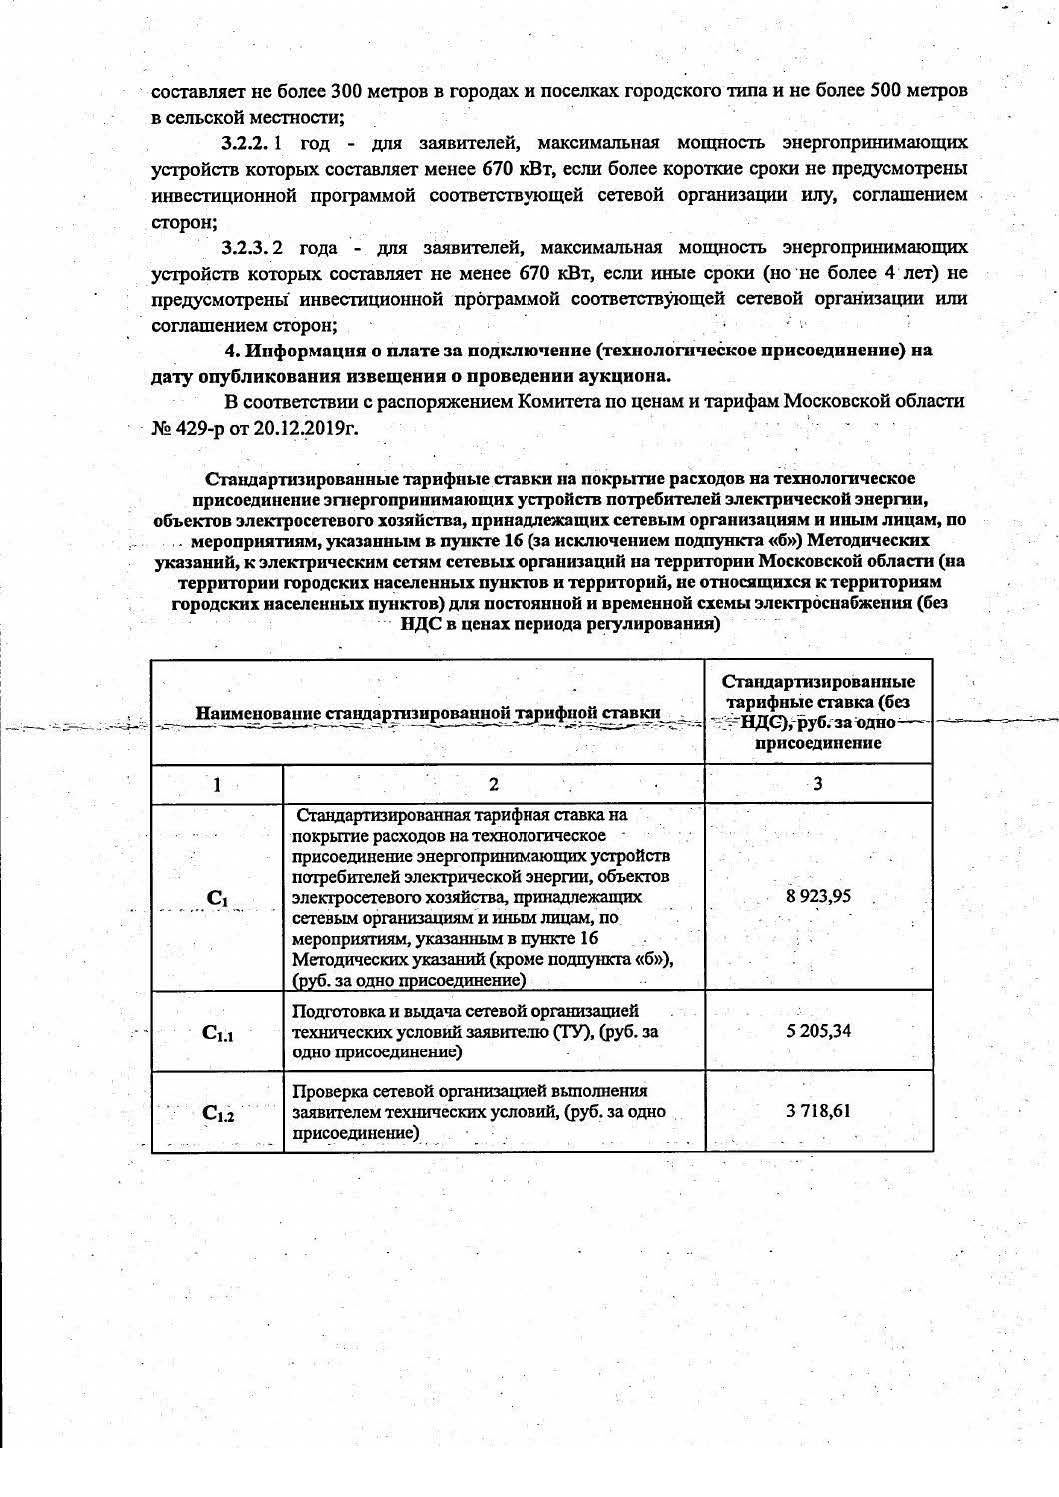 составляет не более 300 метров в городах и поселках городского типа и не более 500 метров
в сельской местности;
3.2.2. 1 год - для заявителей, максимальная мощность энергопринимающих
устройств которых составляет менее 670 кВт, если более короткие сроки не предусмотрены
инвестиционной программой соответствующей сетевой организации илу, соглашением
сторон;
3.2.3. 2 года - для заявителей, максимальная мощность энергопринимающих
устройств которых составляет не менее 670 кВт, если иные сроки (но не более 4 лет) не
предусмотрены инвестиционной программой соответствующей сетевой организации или
соглашением сторон;
4. Информация о плате за подключение (технологическое присоединение) на
дату опубликования извещения о проведении аукциона.
В соответствии с распоряжением Комитета по ценам и тарифам Московской области
№ 429-р от 20.12.2019г.
Стандартизированные тарифные ставки на покрытие расходов на технологическое
присоединение эгнергопринимающих устройств потребителей электрической энергии,
объектов электросетевого хозяйства, принадлежащих сетевым организациям и иным лицам, по
мероприятиям, указанным в пункте 16 (за исключением подпункта «б») Методических
указаний, к электрическим сетям сетевых организаций на территории Московской области (на
территории городских населенных пунктов и территорий, не относящихся к территориям
городских населенных пунктов) для постоянной и временной схемы электроснабжения (без
НДС в ценах периода регулирования)
Наименование стандартизированной тарифной ставки
Стандартизированные
тарифные ставка (без
НДС), руб. за одно
присоединение
1
2
3
C₁
Стандартизированная тарифная ставка на
покрытие расходов на технологическое
присоединение энергопринимающих устройств
потребителей электрической энергии, объектов
электросетевого хозяйства, принадлежащих
сетевым организациям и иным лицам, по
мероприятиям, указанным в пункте 16
Методических указаний (кроме подпункта «б»),
(руб. за одно присоединение)
8 923,95
C₁.₁
Подготовка и выдача сетевой организацией
технических условий заявителю (ТУ), (руб. за
одно присоединение)
5 205,34
C₁.₂
Проверка сетевой организацией выполнения
заявителем технических условий, (руб. за одно
присоединение)
3 718,61